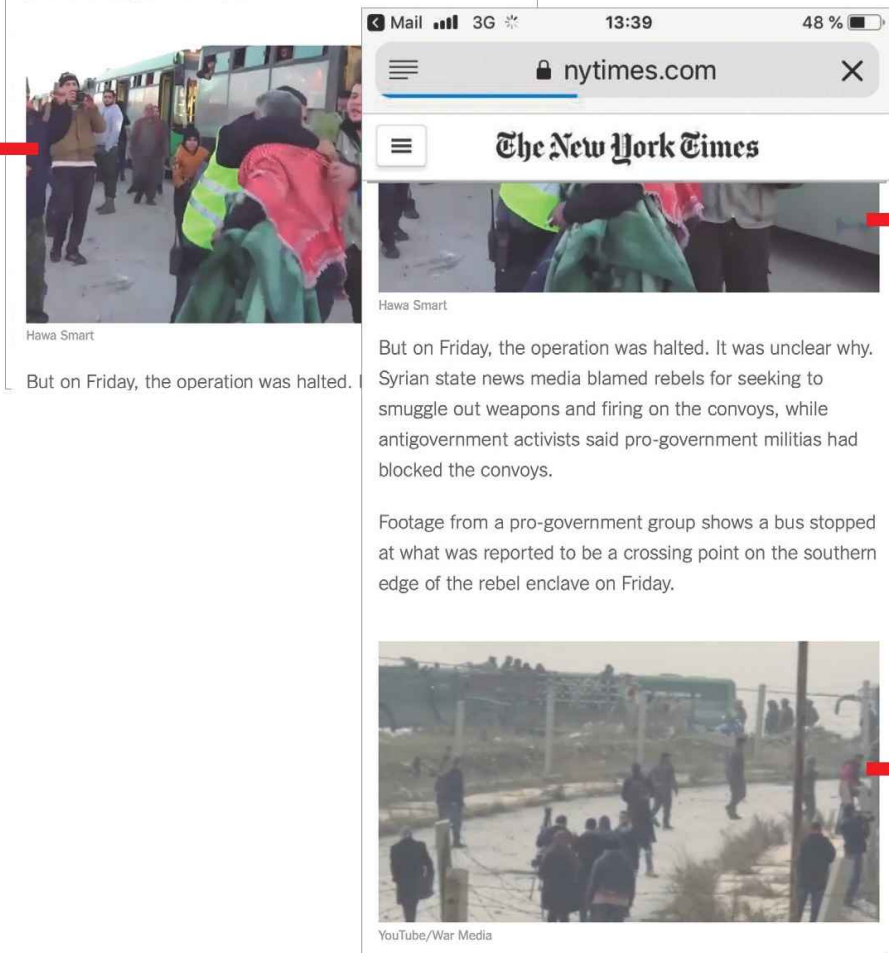 Hawa Smart
But on Friday, the operation was halted.
Mail 3G 13:39 48 %
nytimes.com
The New York Times
Hawa Smart
But on Friday, the operation was halted. It was unclear why.
Syrian state news media blamed rebels for seeking to
smuggle out weapons and firing on the convoys, while
antigovernment activists said pro-government militias had
blocked the convoys.
Footage from a pro-government group shows a bus stopped
at what was reported to be a crossing point on the southern
edge of the rebel enclave on Friday.
YouTube/War Media